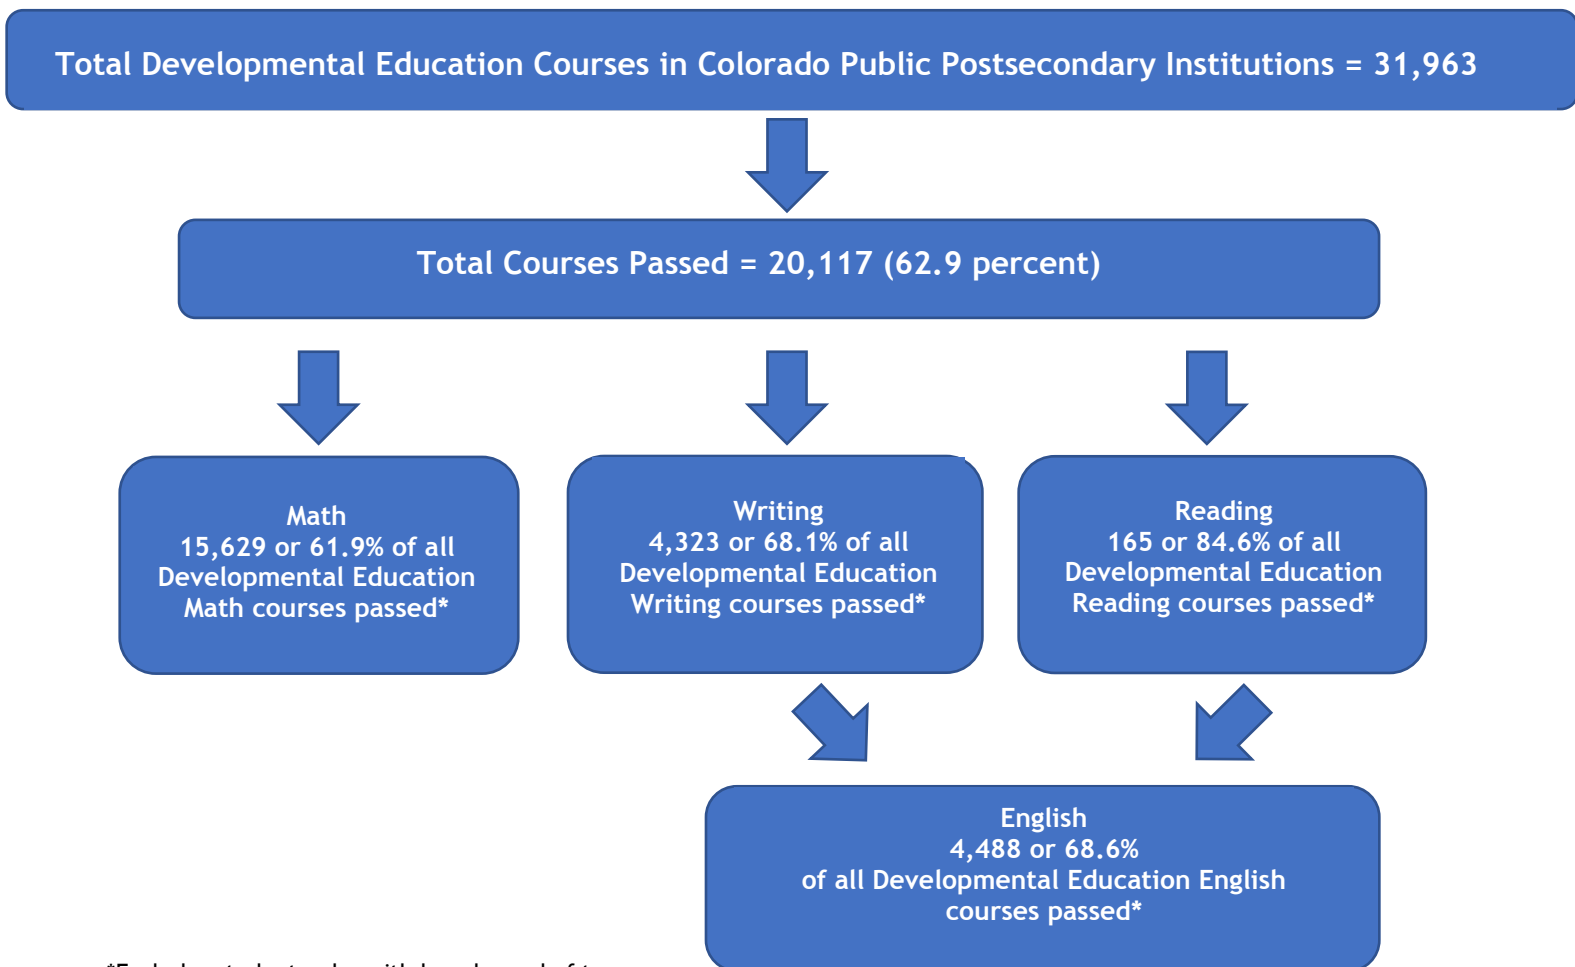 Total Developmental Education Courses in Colorado Public Postsecondary Institutions = 31,963
Total Courses Passed = 20,117 (62.9 percent)
Math
15,629 or 61.9% of all
Developmental Education
Math courses passed*
Writing
4,323 or 68.1% of all
Developmental Education
Writing courses passed*
Reading
165 or 84.6% of all
Developmental Education
Reading courses passed*
English
4,488 or 68.6%
of all Developmental Education English
courses passed*